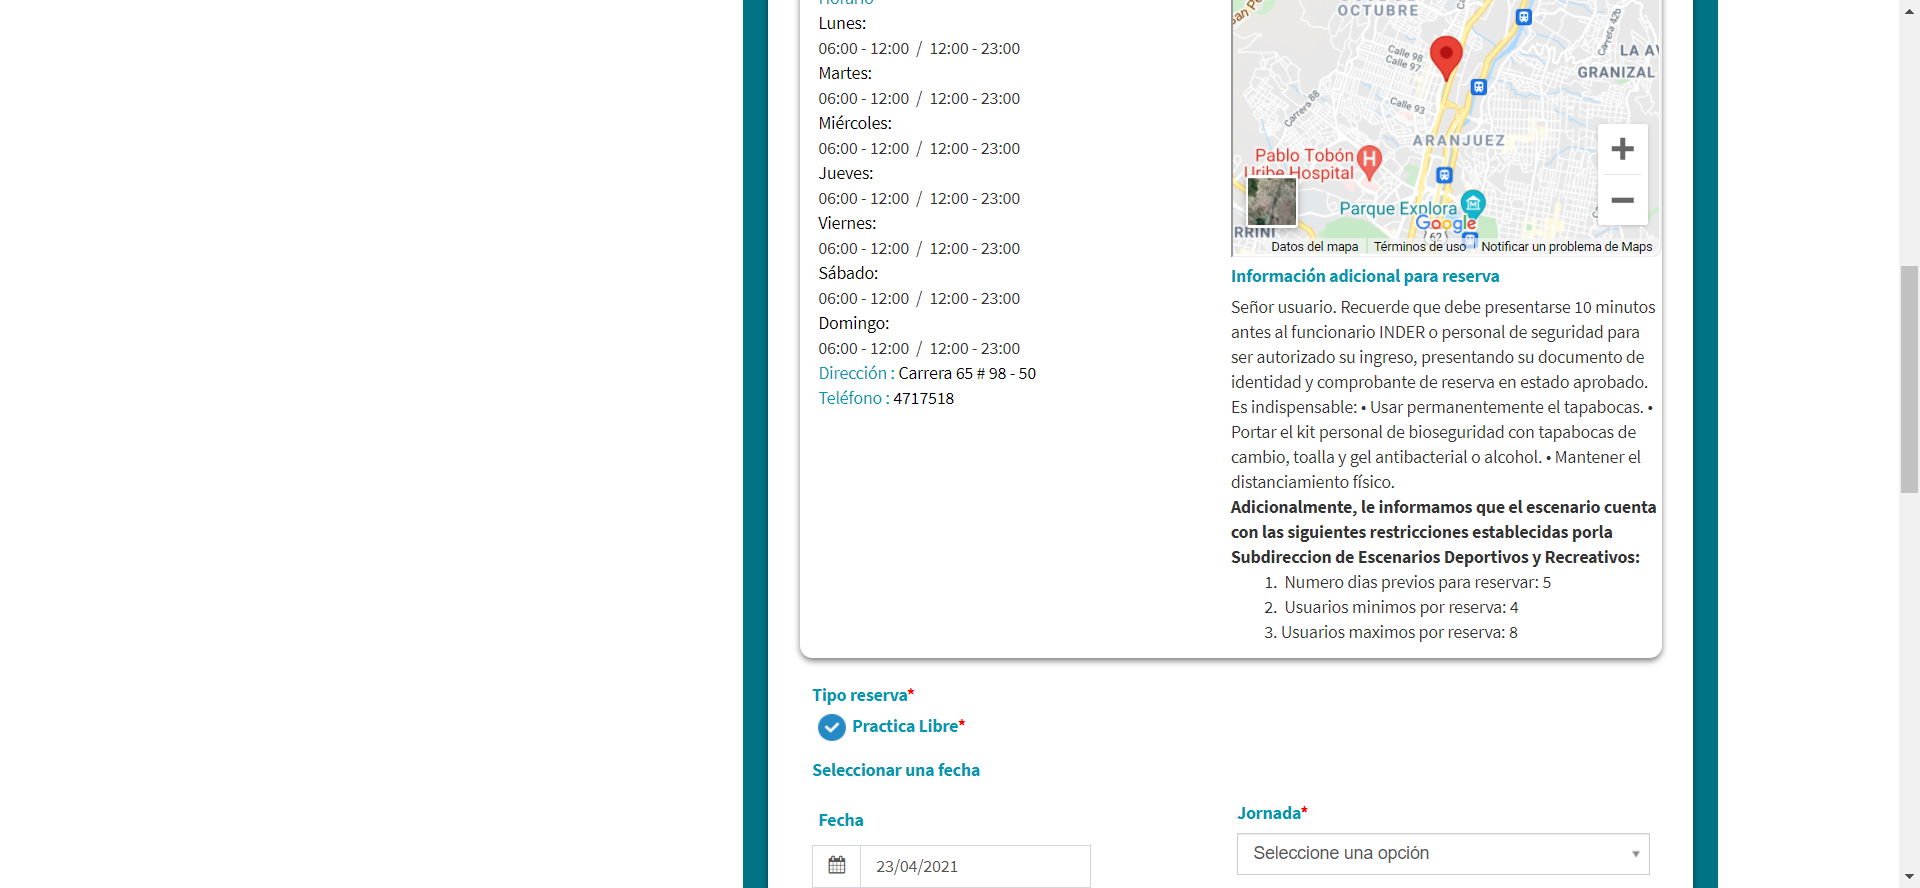 Horario
Lunes:
06:00 - 12:00 / 12:00 - 23:00
Martes:
06:00 - 12:00 / 12:00 - 23:00
Miércoles:
06:00 - 12:00 / 12:00 - 23:00
Jueves:
06:00 - 12:00 / 12:00 - 23:00
Viernes:
06:00 - 12:00 / 12:00 - 23:00
Sábado:
06:00 - 12:00 / 12:00 - 23:00
Domingo:
06:00 - 12:00 / 12:00 - 23:00
Dirección : Carrera 65 # 98 - 50
Teléfono : 4717518
OCTUBRE
Carrera 42b
Calle 98
Calle 97
LA
GRANIZAL
Carrera 88
Calle 93
ARANJUEZ
Pablo Tobón
Uribe Hospital
Parque Explora
Google
62
Datos del mapa
Términos de uso
Notificar un problema de Maps
Información adicional para reserva
Señor usuario. Recuerde que debe presentarse 10 minutos
antes al funcionario INDER o personal de seguridad para
ser autorizado su ingreso, presentando su documento de
identidad y comprobante de reserva en estado aprobado.
Es indispensable: • Usar permanentemente el tapabocas. •
Portar el kit personal de bioseguridad con tapabocas de
cambio, toalla y gel antibacterial o alcohol. • Mantener el
distanciamiento físico.
Adicionalmente, le informamos que el escenario cuenta
con las siguientes restricciones establecidas porla
Subdireccion de Escenarios Deportivos y Recreativos:
1. Numero dias previos para reservar: 5
2. Usuarios minimos por reserva: 4
3. Usuarios maximos por reserva: 8
Tipo reserva*
Practica Libre*
Seleccionar una fecha
Fecha
23/04/2021
Jornada*
Seleccione una opción